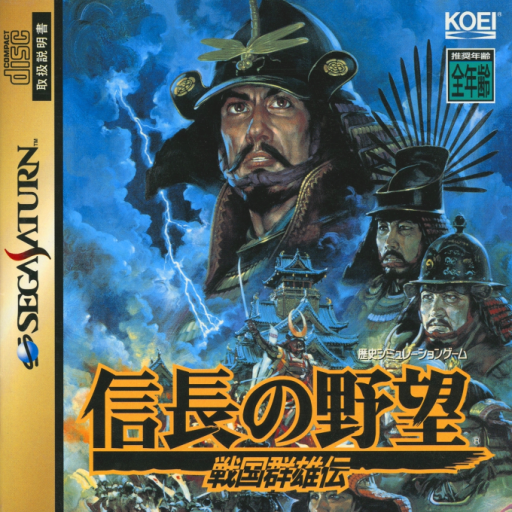 COMPACT
disc
取扱説明書
SEGA SATURN™
KOEI®
推奨年齢
全年齢
歴史シミュレーションゲーム
信長の野望®
戦国群雄伝